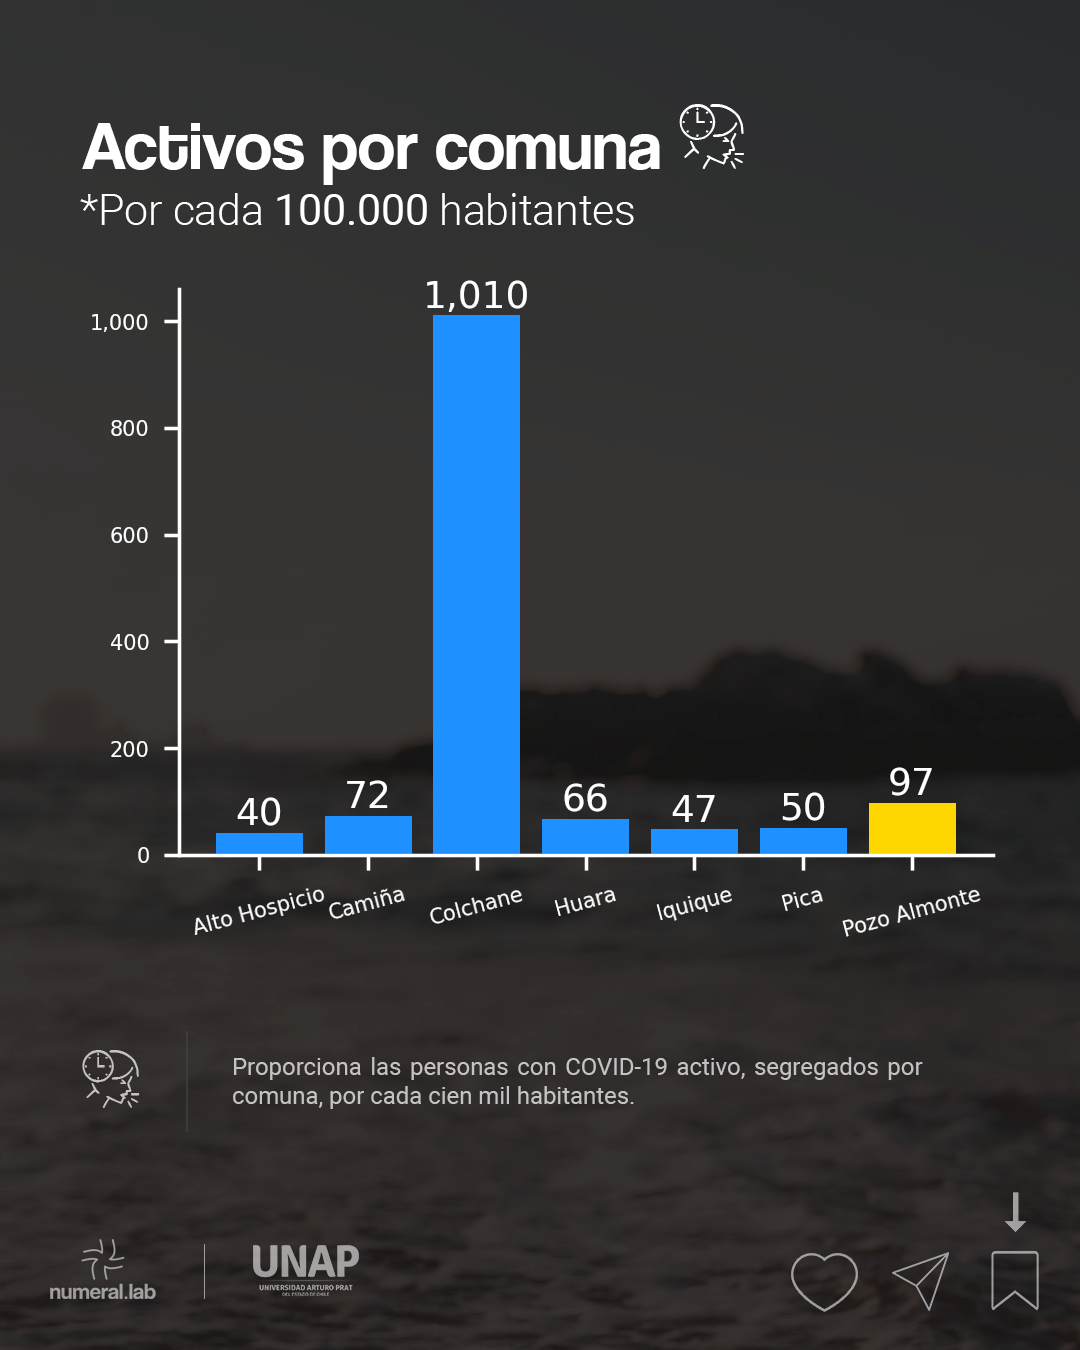 Activos por comuna
*Por cada 100.000 habitantes
1,010
1,000
800
600
400
200
0
40
72
66
47
50
97
Alto Hospicio
Camiña
Colchane
Huara
Iquique
Pica
Pozo Almonte
Proporciona las personas con COVID-19 activo, segregados por
comuna, por cada cien mil habitantes.
numeral.lab
UNAP
UNIVERSIDAD ARTURO PRAT
DEL ESTADO DE CHILE